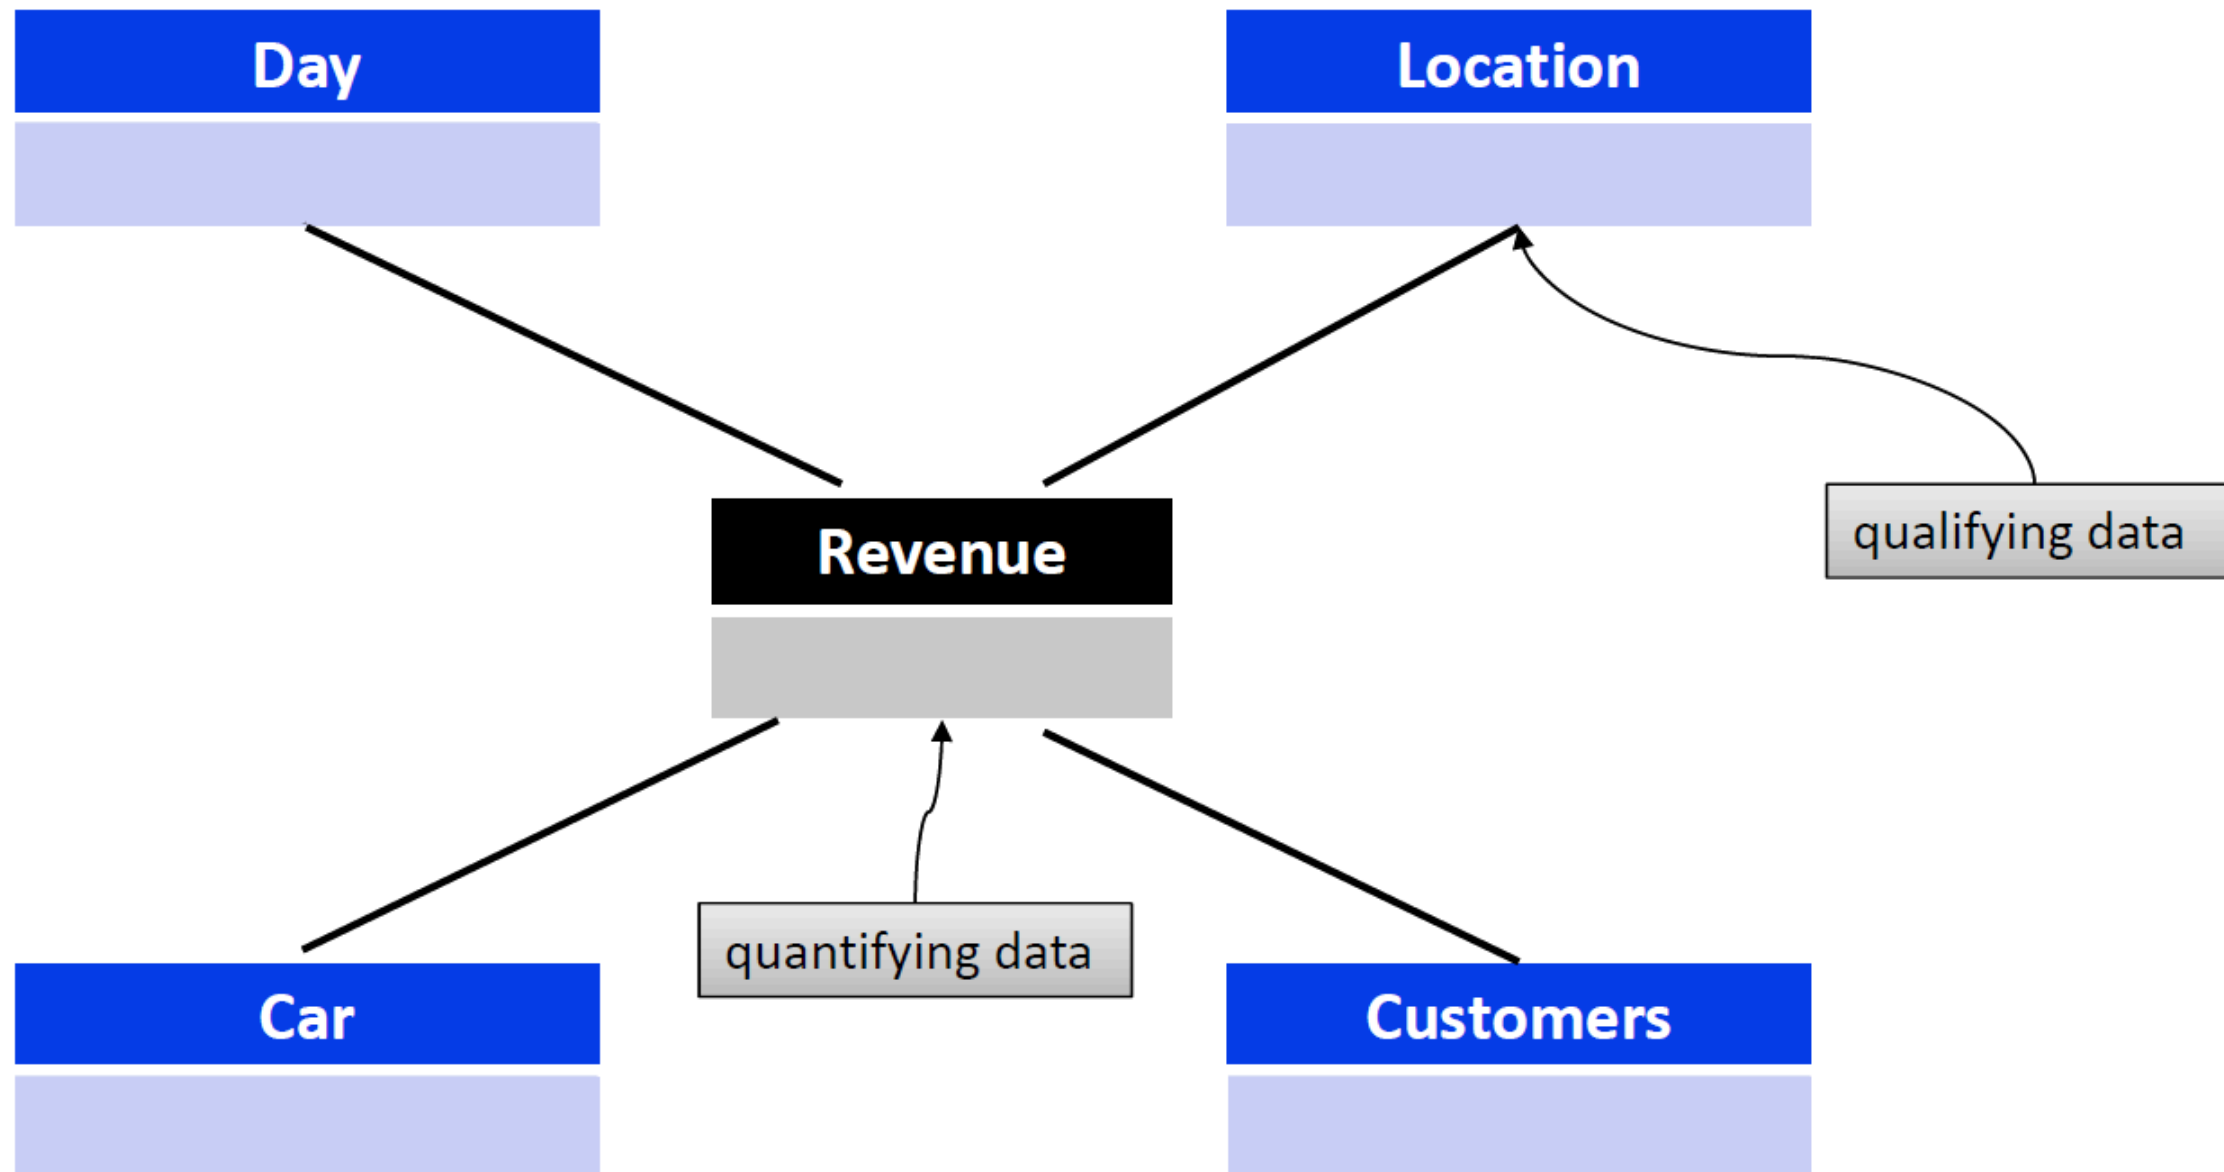 Day
Location
Revenue
qualifying data
quantifying data
Car
Customers